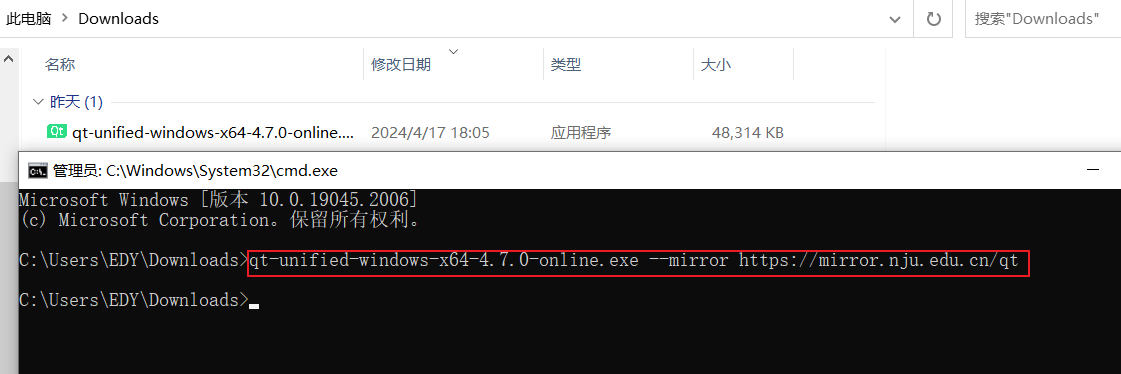 此电脑 > Downloads
搜索"Downloads"
名称 修改日期 类型 大小
昨天 (1)
Qt qt-unified-windows-x64-4.7.0-online.... 2024/4/17 18:05 应用程序 48,314 KB
管理员: C:\Windows\System32\cmd.exe
Microsoft Windows [版本 10.0.19045.2006]
(c) Microsoft Corporation。保留所有权利。
C:\Users\EDY\Downloads>qt-unified-windows-x64-4.7.0-online.exe --mirror https://mirror.nju.edu.cn/qt
C:\Users\EDY\Downloads>